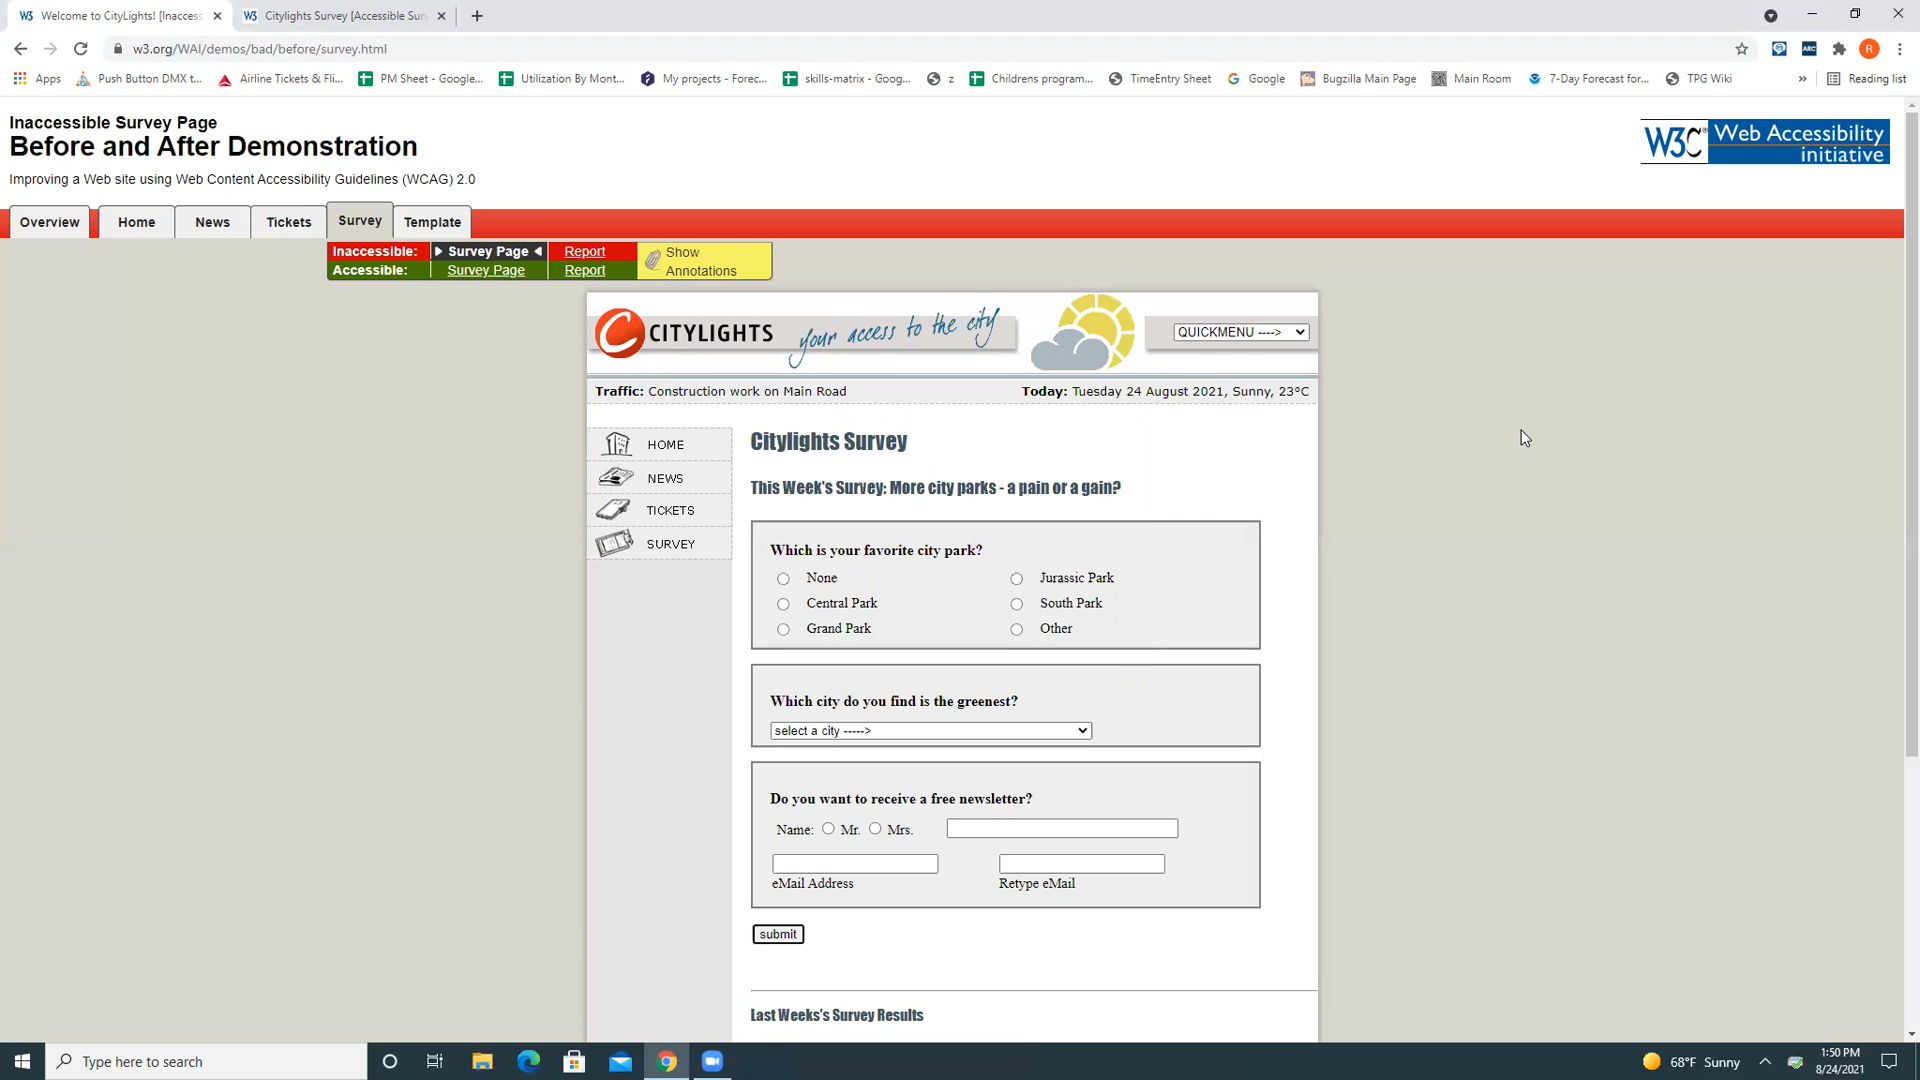 Welcome to CityLights! [Inaccess
Citylights Survey [Accessible Sur
w3.org/WAI/demos/bad/before/survey.html
Apps
Push Button DMX t...
Airline Tickets & Fli...
PM Sheet - Google...
Utilization By Mont...
My projects - Forec...
skills-matrix - Goog...
z
Childrens program...
TimeEntry Sheet
Google
Bugzilla Main Page
Main Room
7-Day Forecast for...
TPG Wiki
»
Reading list
Inaccessible Survey Page
Before and After Demonstration
Improving a Web site using Web Content Accessibility Guidelines (WCAG) 2.0
W3C® Web Accessibility
initiative
Overview Home News Tickets Survey Template
Inaccessible: Survey Page Report
Accessible: Survey Page Report
Show
Annotations
CITYLIGHTS your access to the city
QUICKMENU ---->
Traffic: Construction work on Main Road
Today: Tuesday 24 August 2021, Sunny, 23°C
HOME
NEWS
TICKETS
SURVEY
Citylights Survey
This Week's Survey: More city parks - a pain or a gain?
Which is your favorite city park?
None Jurassic Park
Central Park South Park
Grand Park Other
Which city do you find is the greenest?
select a city ----->
Do you want to receive a free newsletter?
Name: Mr. Mrs.
eMail Address Retype eMail
submit
Last Weeks's Survey Results
Type here to search
68°F Sunny
1:50 PM
8/24/2021